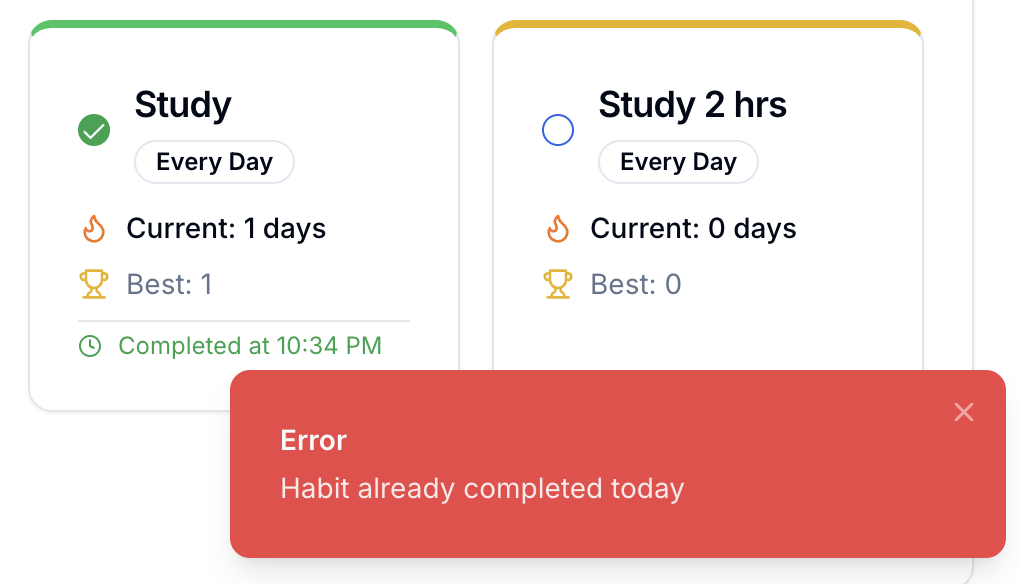 Study
Every Day
Current: 1 days
Best: 1
Completed at 10:34 PM
Study 2 hrs
Every Day
Current: 0 days
Best: 0
Error
Habit already completed today